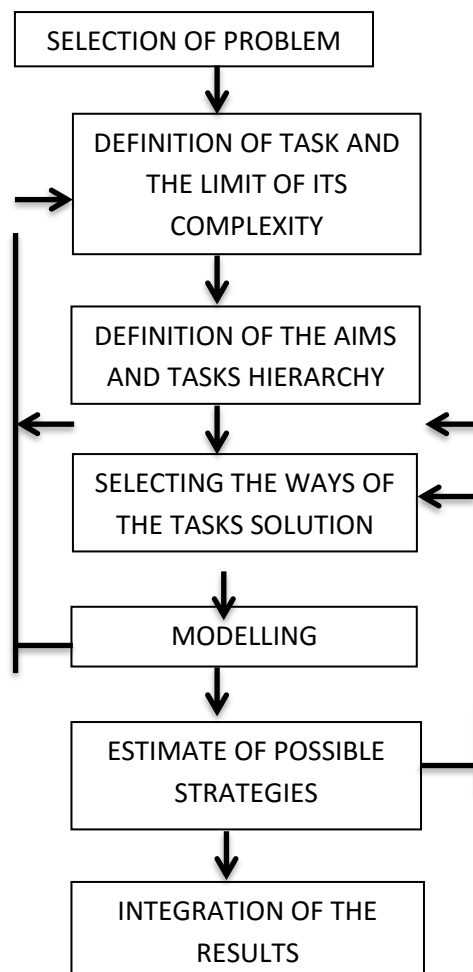 SELECTION OF PROBLEM
DEFINITION OF TASK AND
THE LIMIT OF ITS
COMPLEXITY
DEFINITION OF THE AIMS
AND TASKS HIERARCHY
SELECTING THE WAYS OF
THE TASKS SOLUTION
MODELLING
ESTIMATE OF POSSIBLE
STRATEGIES
INTEGRATION OF THE
RESULTS